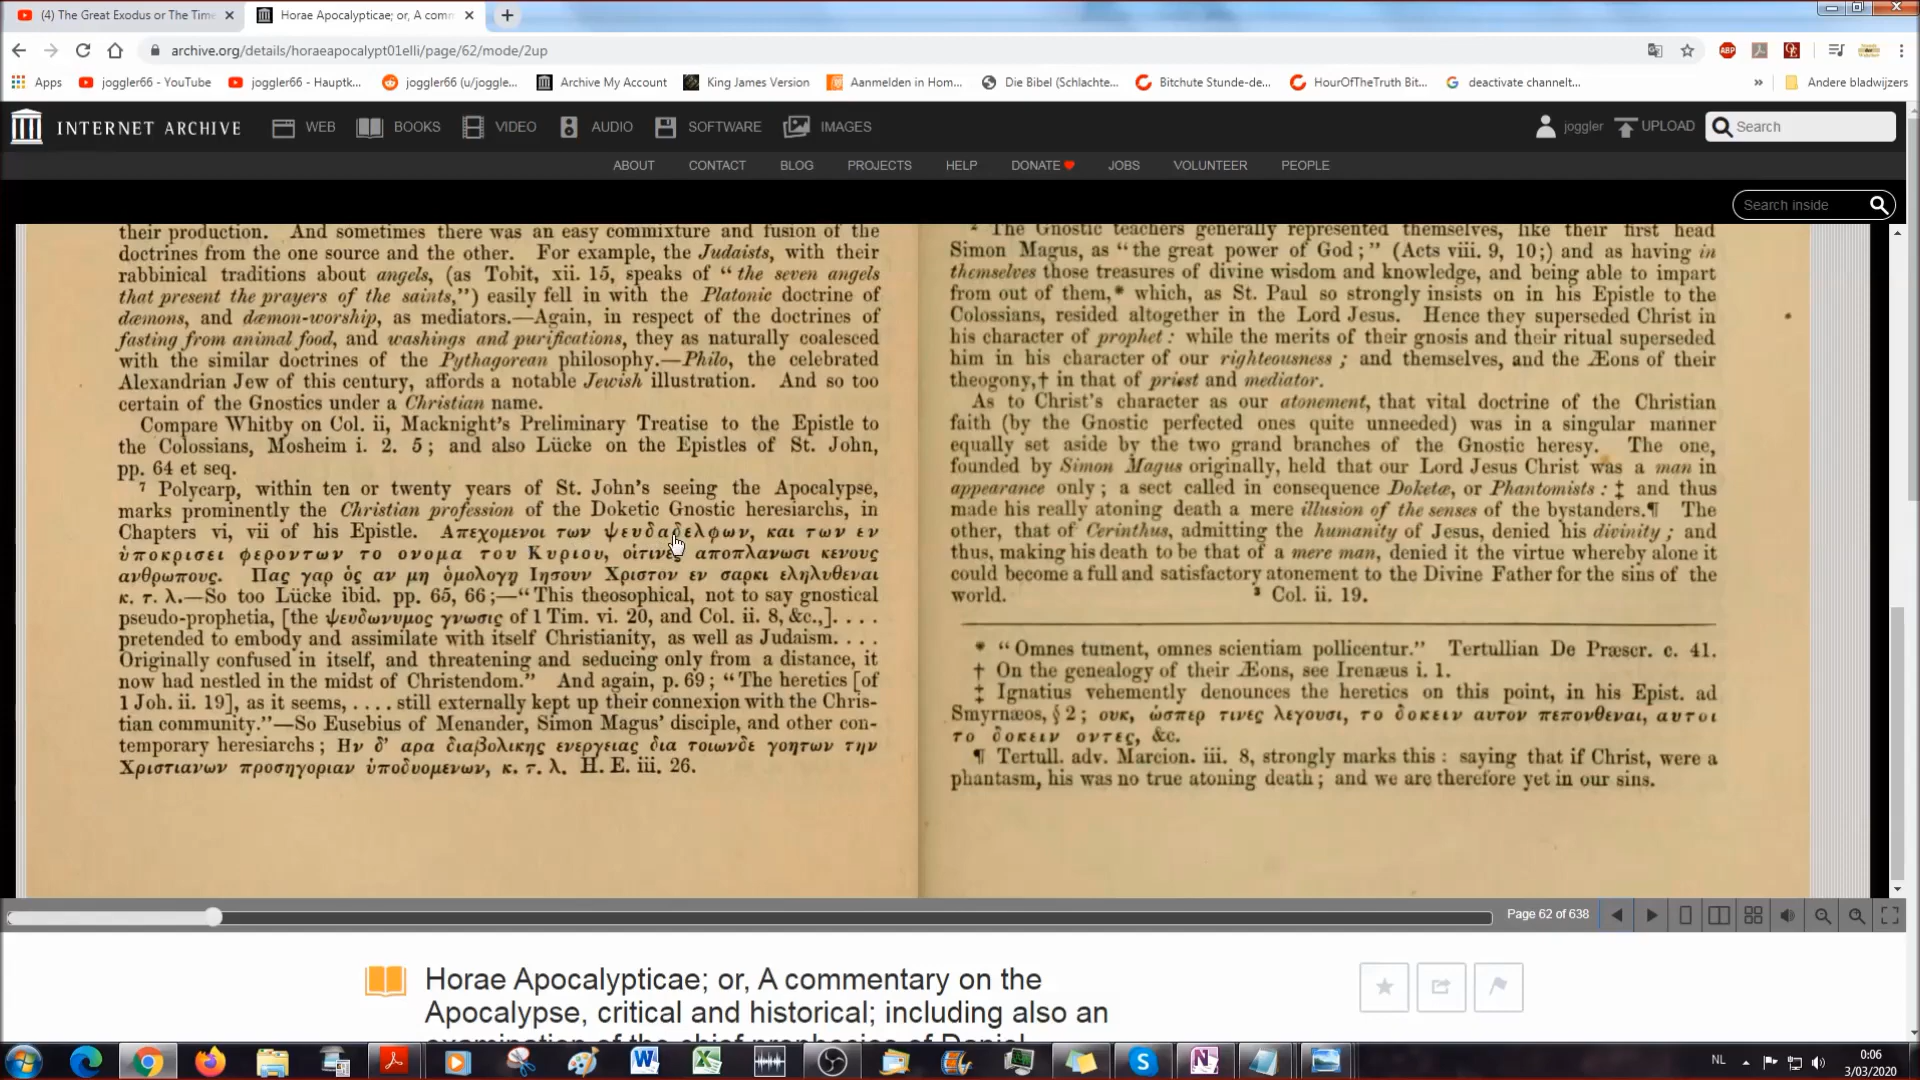 (4) The Great Exodus or The Time
Horae Apocalypticae; or, A comm
archive.org/details/horaeapocalypt01elli/page/62/mode/2up
Apps
joggler66 - YouTube
joggler66 - Hauptk...
joggler66 (u/joggle...
Archive My Account
King James Version
Aanmelden in Hom...
Die Bibel (Schlachte...
Bitchute Stunde-de...
HourOfTheTruth Bit...
deactivate channelt...
»
Andere bladwijzers
INTERNET ARCHIVE
WEB
BOOKS
VIDEO
AUDIO
SOFTWARE
IMAGES
joggler
UPLOAD
Search
ABOUT
CONTACT
BLOG
PROJECTS
HELP
DONATE
JOBS
VOLUNTEER
PEOPLE
Search inside
their production. And sometimes there was an easy commixture and fusion of the
doctrines from the one source and the other. For example, the Judaists, with their
rabbinical traditions about angels, (as Tobit, xii. 15, speaks of “the seven angels
that present the prayers of the saints,”) easily fell in with the Platonic doctrine of
dæmons, and dæmon-worship, as mediators.—Again, in respect of the doctrines of
fasting from animal food, and washings and purifications, they as naturally coalesced
with the similar doctrines of the Pythagorean philosophy.—Philo, the celebrated
Alexandrian Jew of this century, affords a notable Jewish illustration. And so too
certain of the Gnostics under a Christian name.
Compare Whitby on Col. ii, Macknight's Preliminary Treatise to the Epistle to
the Colossians, Mosheim i. 2. 5; and also Lücke on the Epistles of St. John,
pp. 64 et seq.
7 Polycarp, within ten or twenty years of St. John's seeing the Apocalypse,
marks prominently the Christian profession of the Doketic Gnostic heresiarchs, in
Chapters vi, vii of his Epistle. Απεχομενοι των ψευδαδελφων, και των εν
ὑποκρισει φεροντων το ονομα του Κυριου, οἱτινες αποπλανωσι κενους
ανθρωπους. Πας γαρ ὁς αν μη ὁμολογῃ Ιησουν Χριστον εν σαρκι εληλυθεναι
κ. τ. λ.—So too Lücke ibid. pp. 65, 66;—“This theosophical, not to say gnostical
pseudo-prophetia, [the ψευδωνυμος γνωσις of 1 Tim. vi. 20, and Col. ii. 8, &c.,]. . . .
pretended to embody and assimilate with itself Christianity, as well as Judaism. . . .
Originally confused in itself, and threatening and seducing only from a distance, it
now had nestled in the midst of Christendom.” And again, p. 69; “The heretics [of
1 Joh. ii. 19], as it seems, . . . . still externally kept up their connexion with the Chris-
tian community.”—So Eusebius of Menander, Simon Magus' disciple, and other con-
temporary heresiarchs; Ην δ' αρα διαβολικης ενεργειας δια τοιωνδε γοητων την
Χριστιανων προσηγοριαν ὑποδυομενων, κ. τ. λ. H. E. iii. 26.
2 The Gnostic teachers generally represented themselves, like their first head
Simon Magus, as “the great power of God;” (Acts viii. 9, 10;) and as having in
themselves those treasures of divine wisdom and knowledge, and being able to impart
from out of them,* which, as St. Paul so strongly insists on in his Epistle to the
Colossians, resided altogether in the Lord Jesus. Hence they superseded Christ in
his character of prophet: while the merits of their gnosis and their ritual superseded
him in his character of our righteousness; and themselves, and the Æons of their
theogony,† in that of priest and mediator.
As to Christ's character as our atonement, that vital doctrine of the Christian
faith (by the Gnostic perfected ones quite unneeded) was in a singular manner
equally set aside by the two grand branches of the Gnostic heresy. The one,
founded by Simon Magus originally, held that our Lord Jesus Christ was a man in
appearance only; a sect called in consequence Doketæ, or Phantomists: ‡ and thus
made his really atoning death a mere illusion of the senses of the bystanders.¶ The
other, that of Cerinthus, admitting the humanity of Jesus, denied his divinity; and
thus, making his death to be that of a mere man, denied it the virtue whereby alone it
could become a full and satisfactory atonement to the Divine Father for the sins of the
world. 3 Col. ii. 19.
* “Omnes tument, omnes scientiam pollicentur.” Tertullian De Præscr. c. 41.
† On the genealogy of their Æons, see Irenæus i. 1.
‡ Ignatius vehemently denounces the heretics on this point, in his Epist. ad
Smyrnæos, § 2; ουκ, ὡσπερ τινες λεγουσι, το δοκειν αυτον πεπονθεναι, αυτοι
το δοκειν οντες, &c.
¶ Tertull. adv. Marcion. iii. 8, strongly marks this: saying that if Christ, were a
phantasm, his was no true atoning death; and we are therefore yet in our sins.
Page 62 of 638
Horae Apocalypticae; or, A commentary on the
Apocalypse, critical and historical; including also an
examination of the chief prophecies of Daniel
NL
0:06
3/03/2020